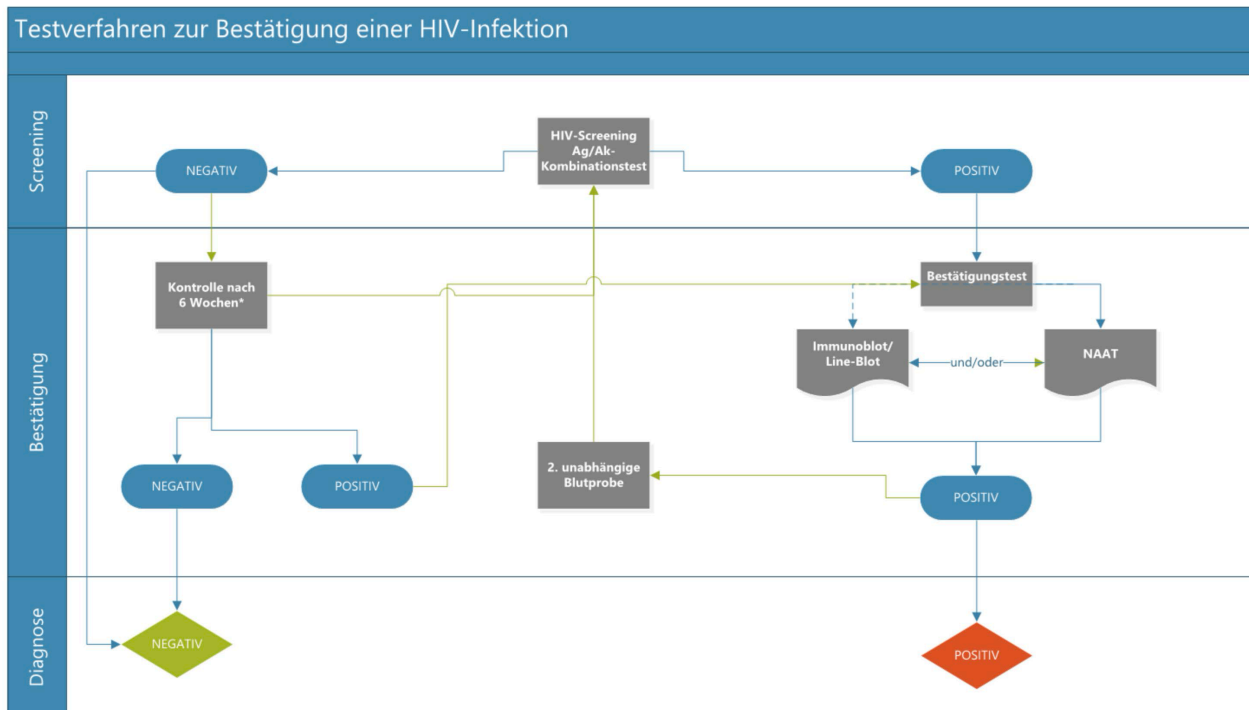 Testverfahren zur Bestätigung einer HIV-Infektion
Screening
HIV-Screening
Ag/Ak-
Kombinationstest
NEGATIV
POSITIV
Bestätigung
Kontrolle nach
6 Wochen*
Bestätigungstest
Immunoblot/
Line-Blot
und/oder
NAAT
2. unabhängige
Blutprobe
NEGATIV
POSITIV
POSITIV
Diagnose
NEGATIV
POSITIV